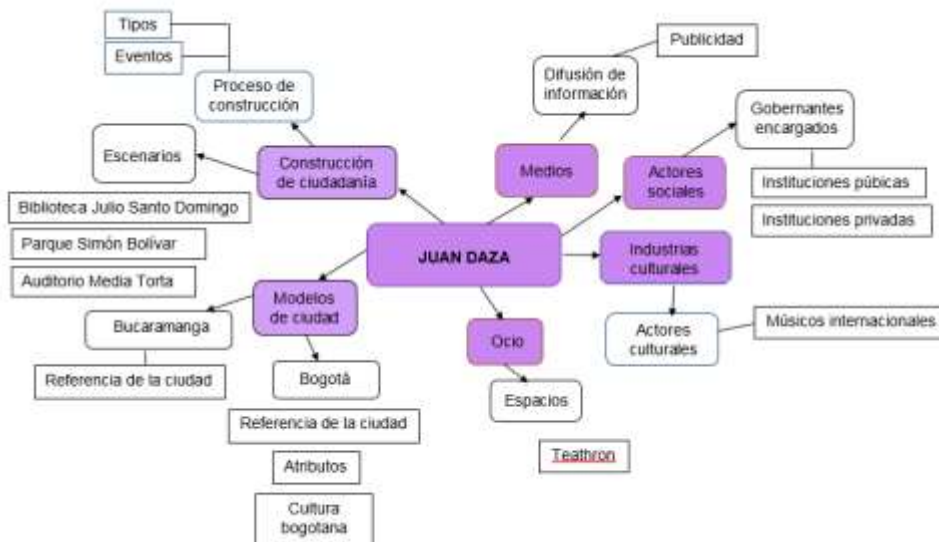 Tipos
Eventos
Proceso de
construcción
Publicidad
Difusión de
información
Gobernantes
encargados
Escenarios
Construcción
de ciudadanía
Medios
Actores
sociales
Instituciones púbicas
Instituciones privadas
Biblioteca Julio Santo Domingo
Parque Simón Bolívar
Auditorio Media Torta
JUAN DAZA
Industrias
culturales
Modelos
de ciudad
Bucaramanga
Ocio
Actores
culturales
Músicos internacionales
Referencia de la ciudad
Bogotá
Espacios
Referencia de la ciudad
Teathron
Atributos
Cultura
bogotana